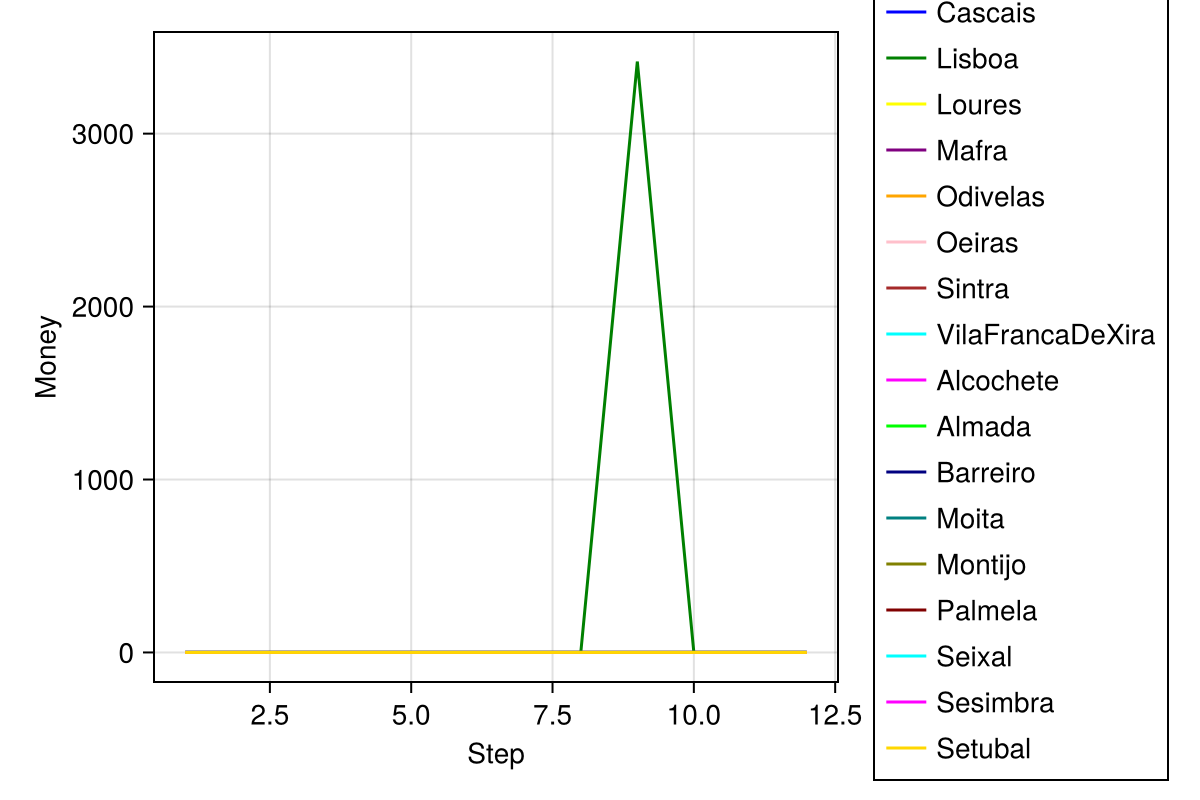 3000
2000
1000
0
Money
2.5 5.0 7.5 10.0 12.5
Step
Cascais
Lisboa
Loures
Mafra
Odivelas
Oeiras
Sintra
VilaFrancaDeXira
Alcochete
Almada
Barreiro
Moita
Montijo
Palmela
Seixal
Sesimbra
Setubal